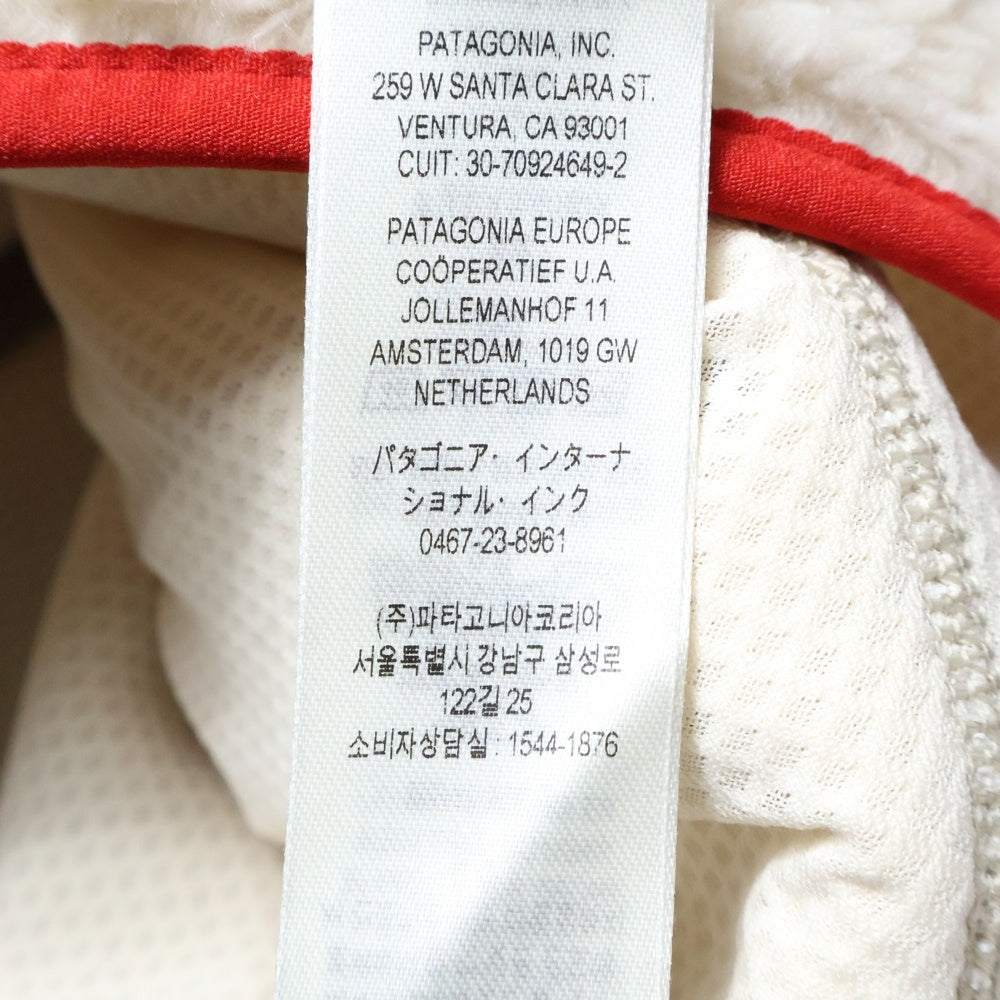 PATAGONIA, INC.
259 W SANTA CLARA ST.
VENTURA, CA 93001
CUIT: 30-70924649-2
PATAGONIA EUROPE
COÖPERATIEF U.A.
JOLLEMANHOF 11
AMSTERDAM, 1019 GW
NETHERLANDS
パタゴニア・インターナ
ショナル・インク
0467-23-8961
(주)파타고니아코리아
서울특별시 강남구 삼성로
122길 25
소비자상담실 : 1544-1876